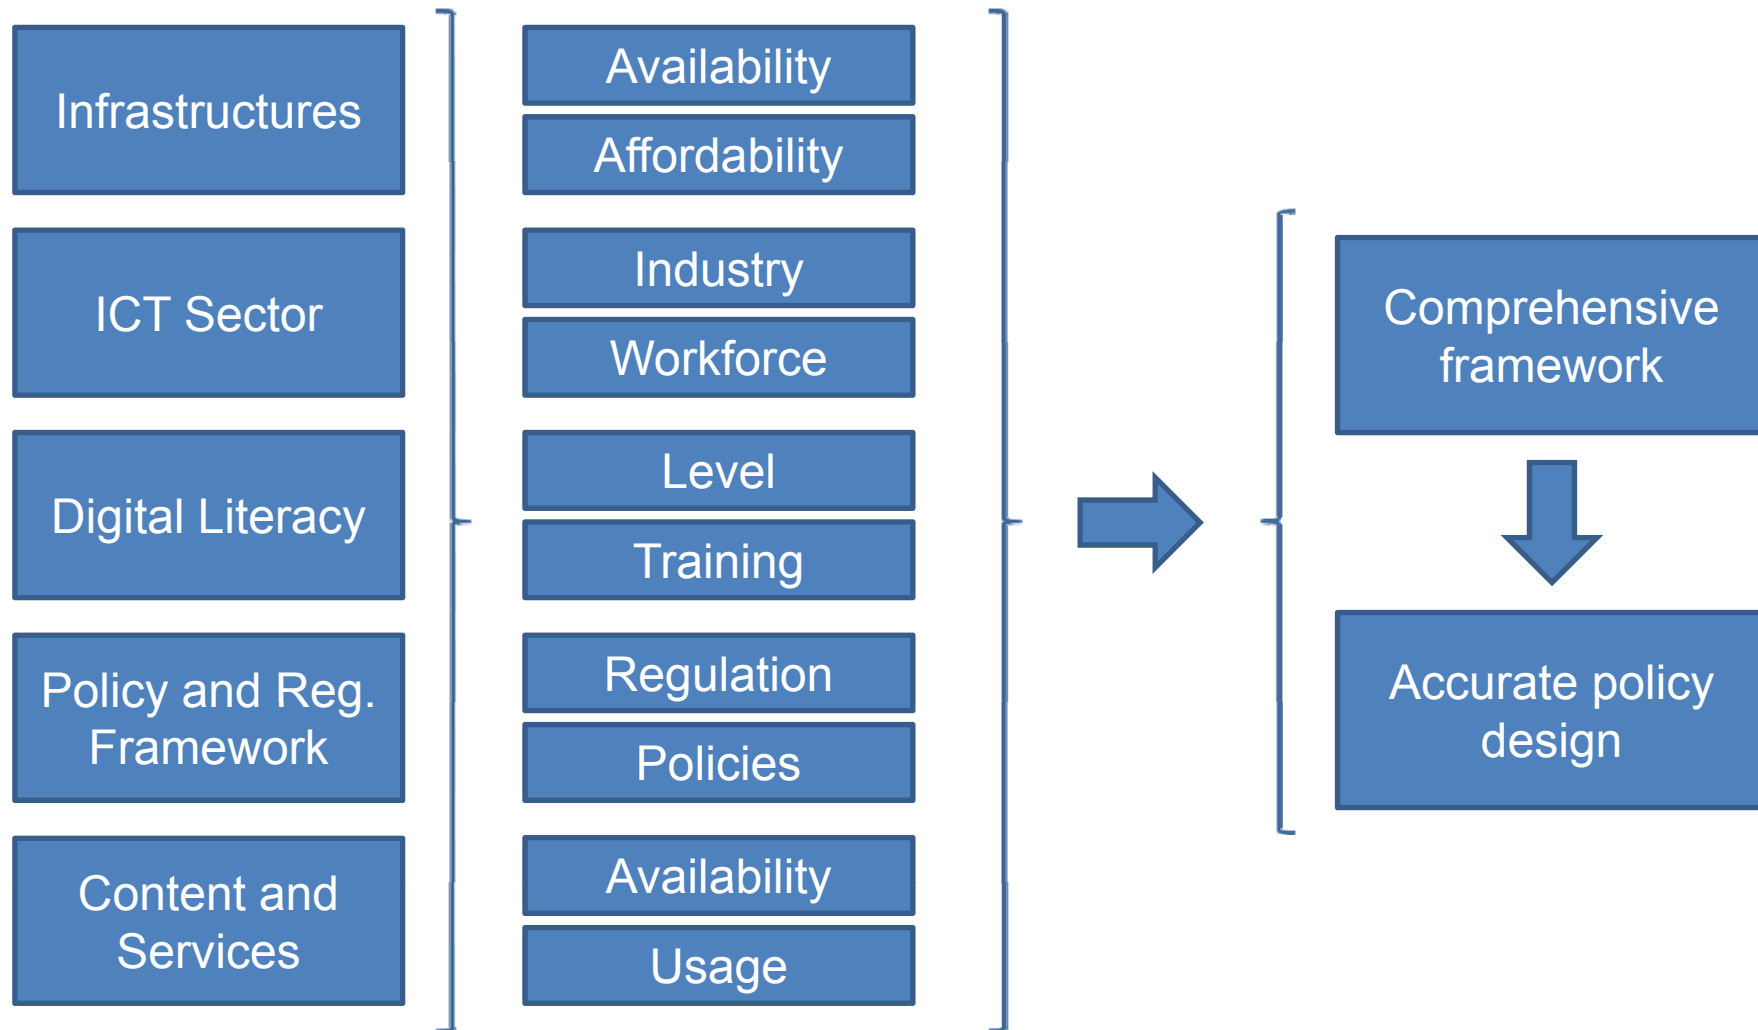 Infrastructures
Availability
Affordability
ICT Sector
Industry
Workforce
Digital Literacy
Level
Training
Policy and Reg.
Framework
Regulation
Policies
Content and
Services
Availability
Usage
Comprehensive
framework
Accurate policy
design